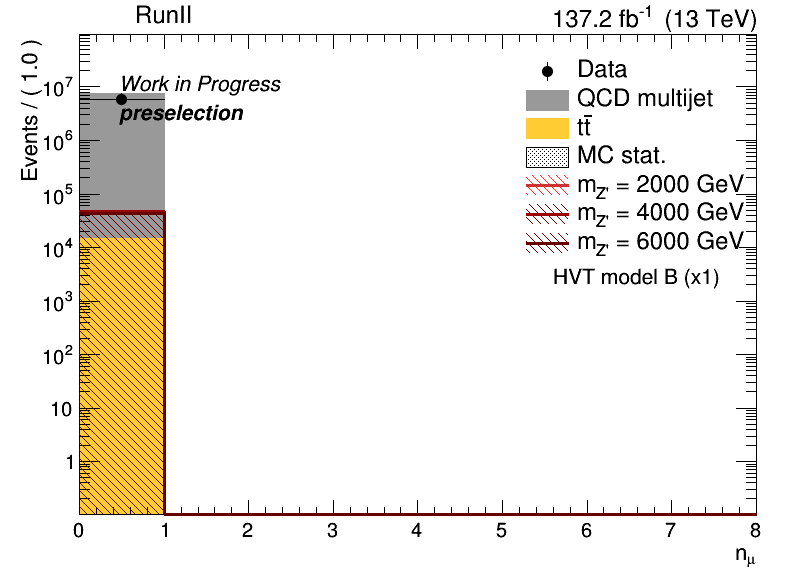 RunII
137.2 fb⁻¹ (13 TeV)
Events / ( 1.0 )
Work in Progress
preselection
Data
QCD multijet
tt̄
MC stat.
m_Z' = 2000 GeV
m_Z' = 4000 GeV
m_Z' = 6000 GeV
HVT model B (x1)
10⁷
10⁶
10⁵
10⁴
10³
10²
10
1
0 1 2 3 4 5 6 7 8
n_μ